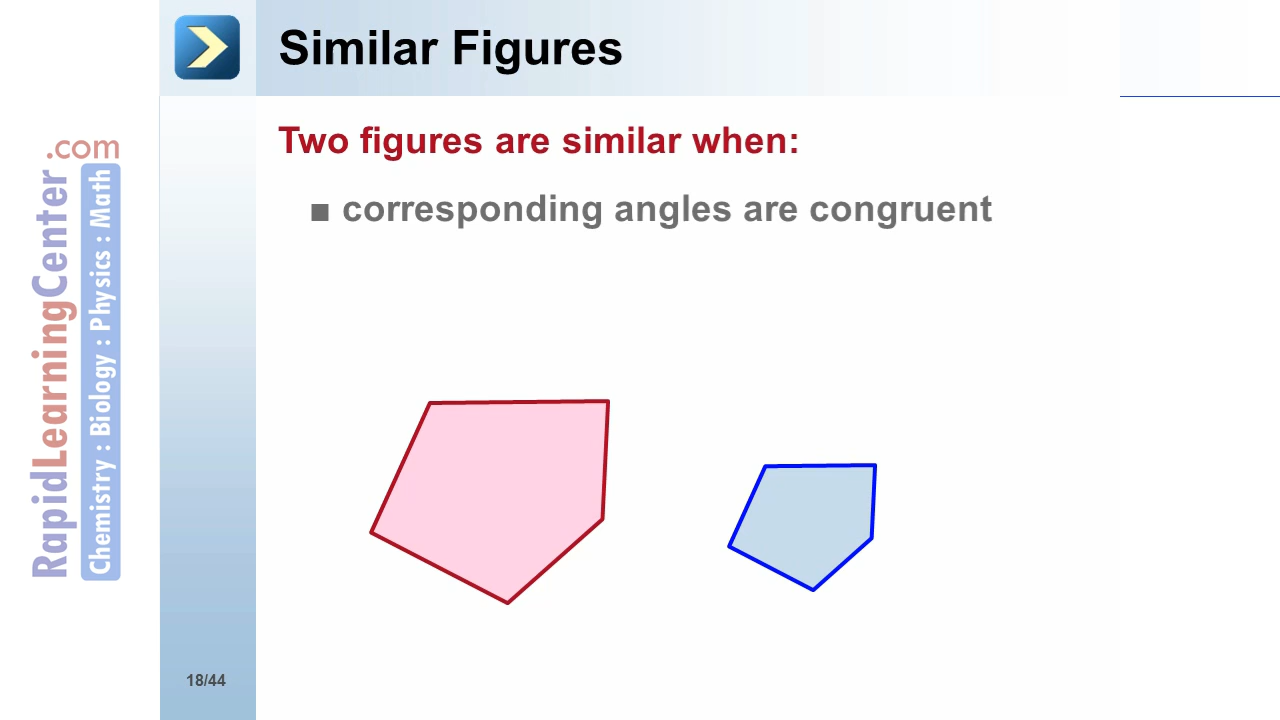 Similar Figures
Two figures are similar when:
■ corresponding angles are congruent
RapidLearningCenter.com
Chemistry : Biology : Physics : Math
18/44